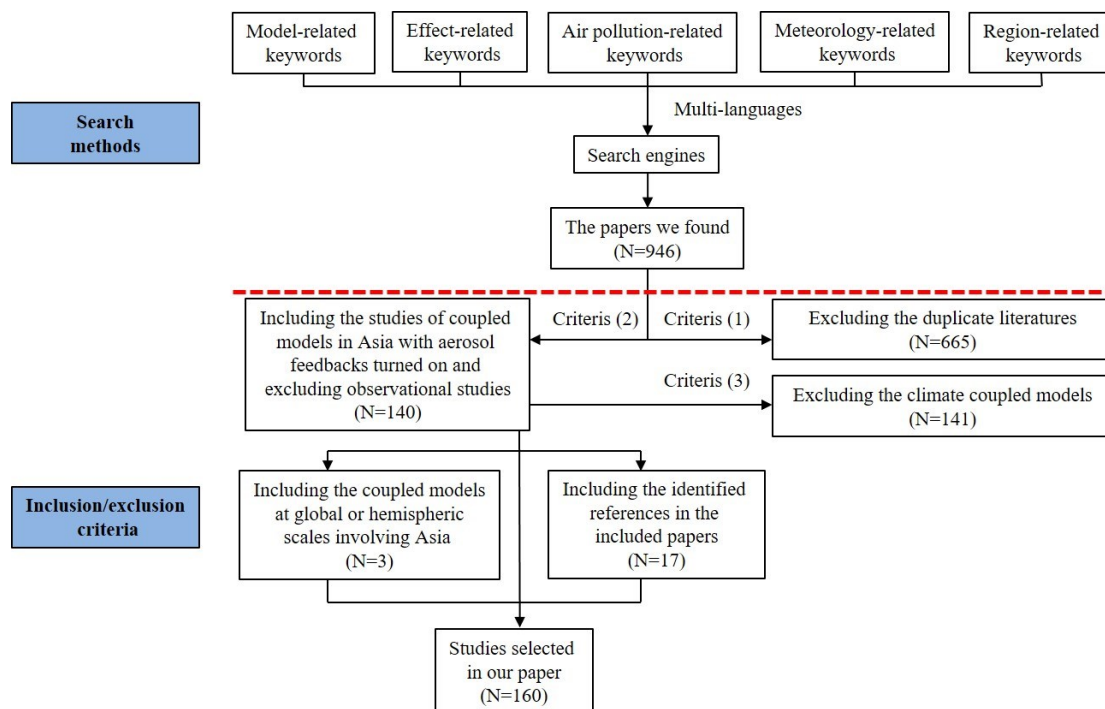 Model-related
keywords
Effect-related
keywords
Air pollution-related
keywords
Meteorology-related
keywords
Region-related
keywords
Search
methods
Multi-languages
Search engines
The papers we found
(N=946)
Including the studies of coupled
models in Asia with aerosol
feedbacks turned on and
excluding observational studies
(N=140)
Criteris (2)
Criteris (1)
Excluding the duplicate literatures
(N=665)
Criteris (3)
Excluding the climate coupled models
(N=141)
Inclusion/exclusion
criteria
Including the coupled models
at global or hemispheric
scales involving Asia
(N=3)
Including the identified
references in the
included papers
(N=17)
Studies selected
in our paper
(N=160)